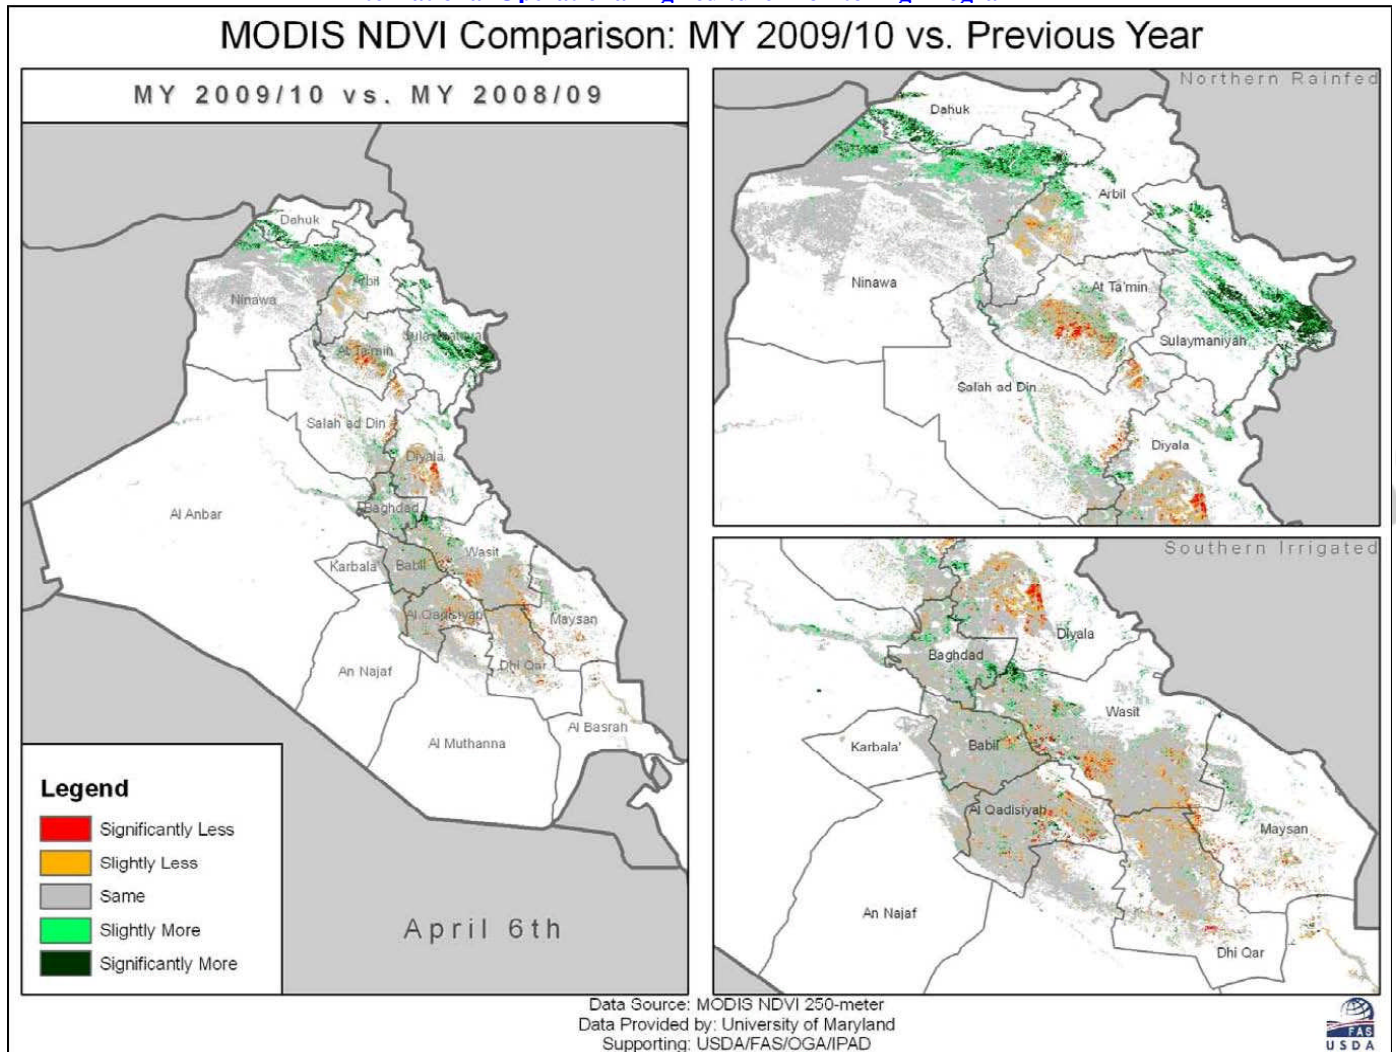 MODIS NDVI Comparison: MY 2009/10 vs. Previous Year
MY 2009/10 vs. MY 2008/09
Dahuk
Arbil
Ninawa
At Ta'min
Salah ad Din
Diyala
Al Anbar
Baghdad
Wasit
Karbala'
Babil
Al Qadisiyah
Maysan
An Najaf
Dhi Qar
Al Basrah
Al Muthanna
Legend
Significantly Less
Slightly Less
Same
Slightly More
Significantly More
April 6th
Northern Rainfed
Dahuk
Arbil
Ninawa
At Ta'min
Sulaymaniyah
Salah ad Din
Diyala
Southern Irrigated
Diyala
Baghdad
Wasit
Karbala'
Babil
Al Qadisiyah
Maysan
An Najaf
Dhi Qar
Data Source: MODIS NDVI 250-meter
Data Provided by: University of Maryland
Supporting: USDA/FAS/OGA/IPAD
FAS
USDA